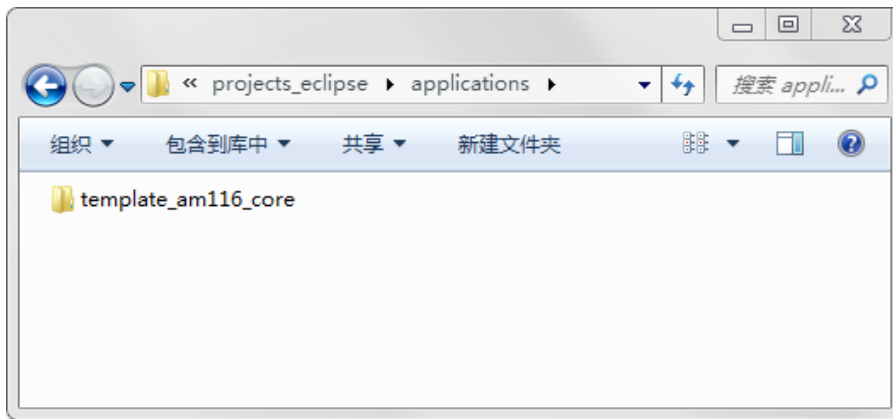 « projects_eclipse ▸ applications ▸
搜索 appli...
组织 包含到库中 共享 新建文件夹
template_am116_core